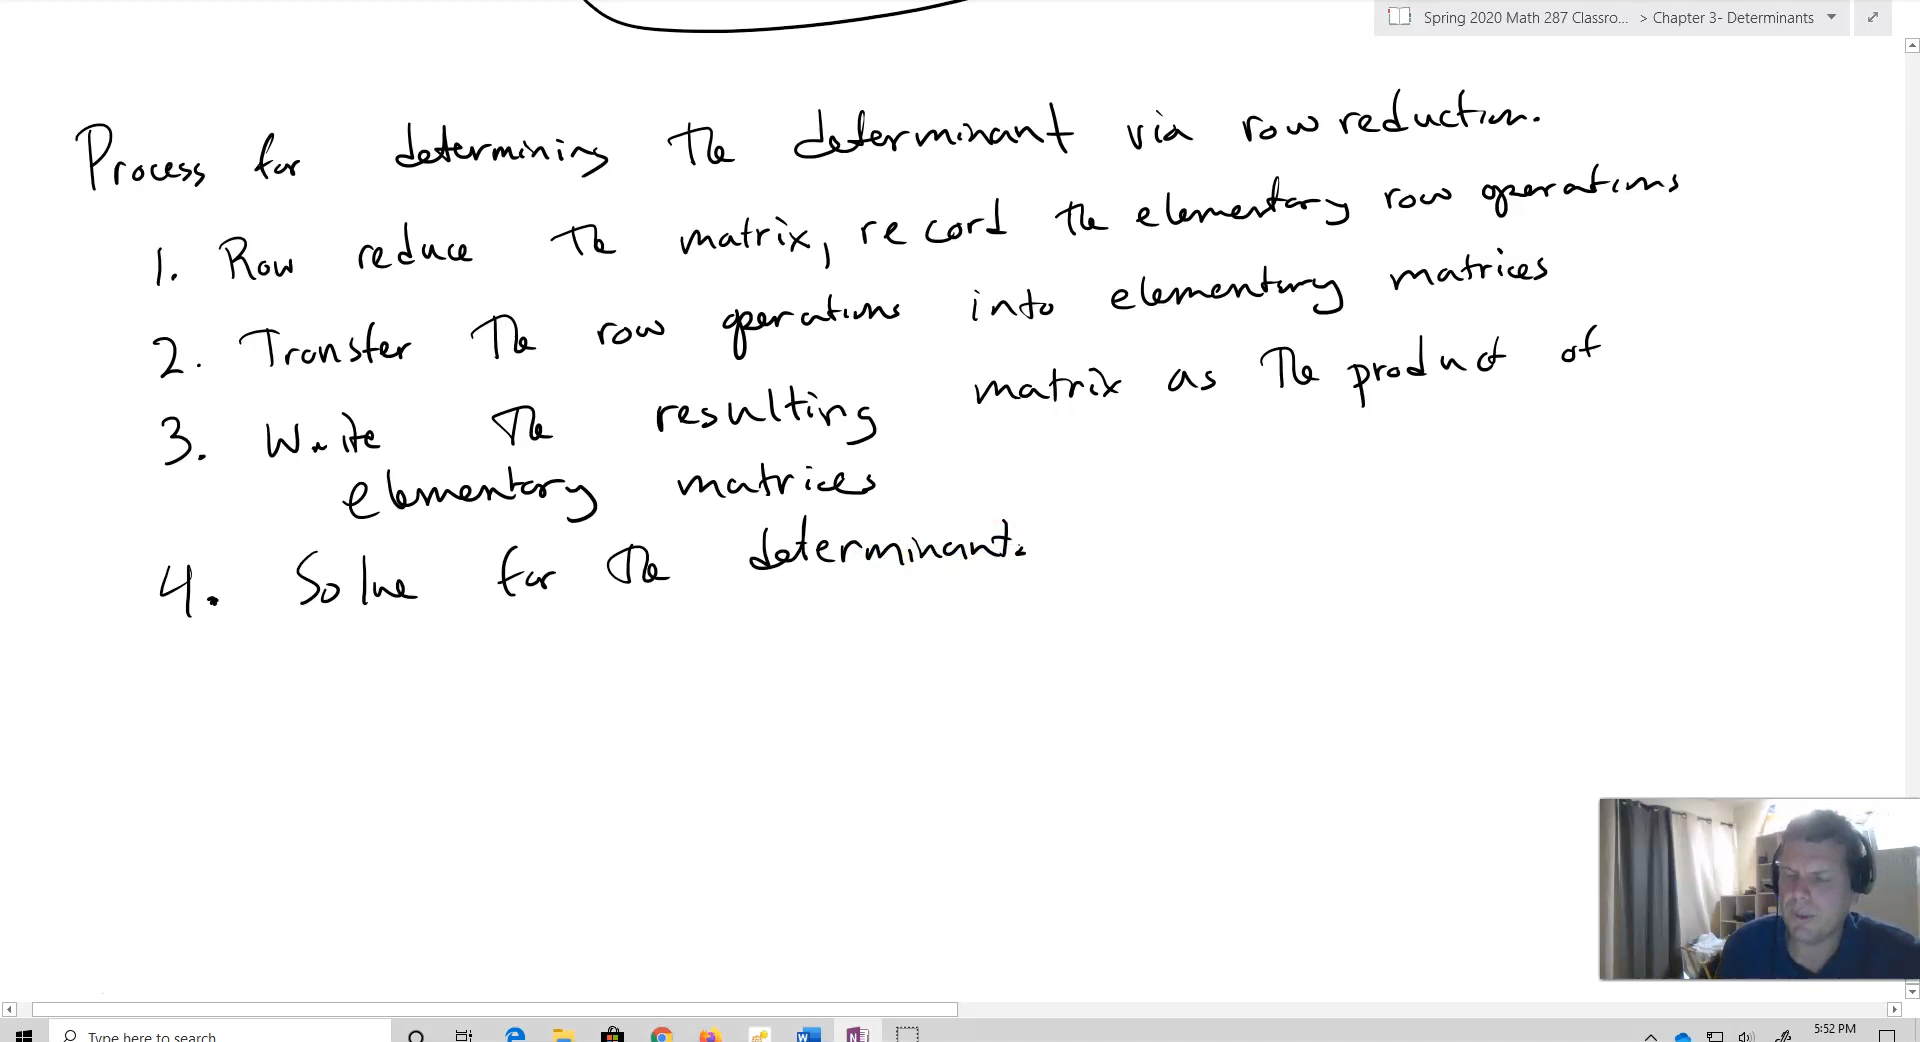 Spring 2020 Math 287 Classro... > Chapter 3- Determinants
Process for determining the determinant via row reduction.
1. Row reduce the matrix, record the elementary row operations
2. Transfer the row operations into elementary matrices
3. Write the resulting matrix as the product of
elementary matrices
4. Solve for the determinant.
Type here to search
5:52 PM